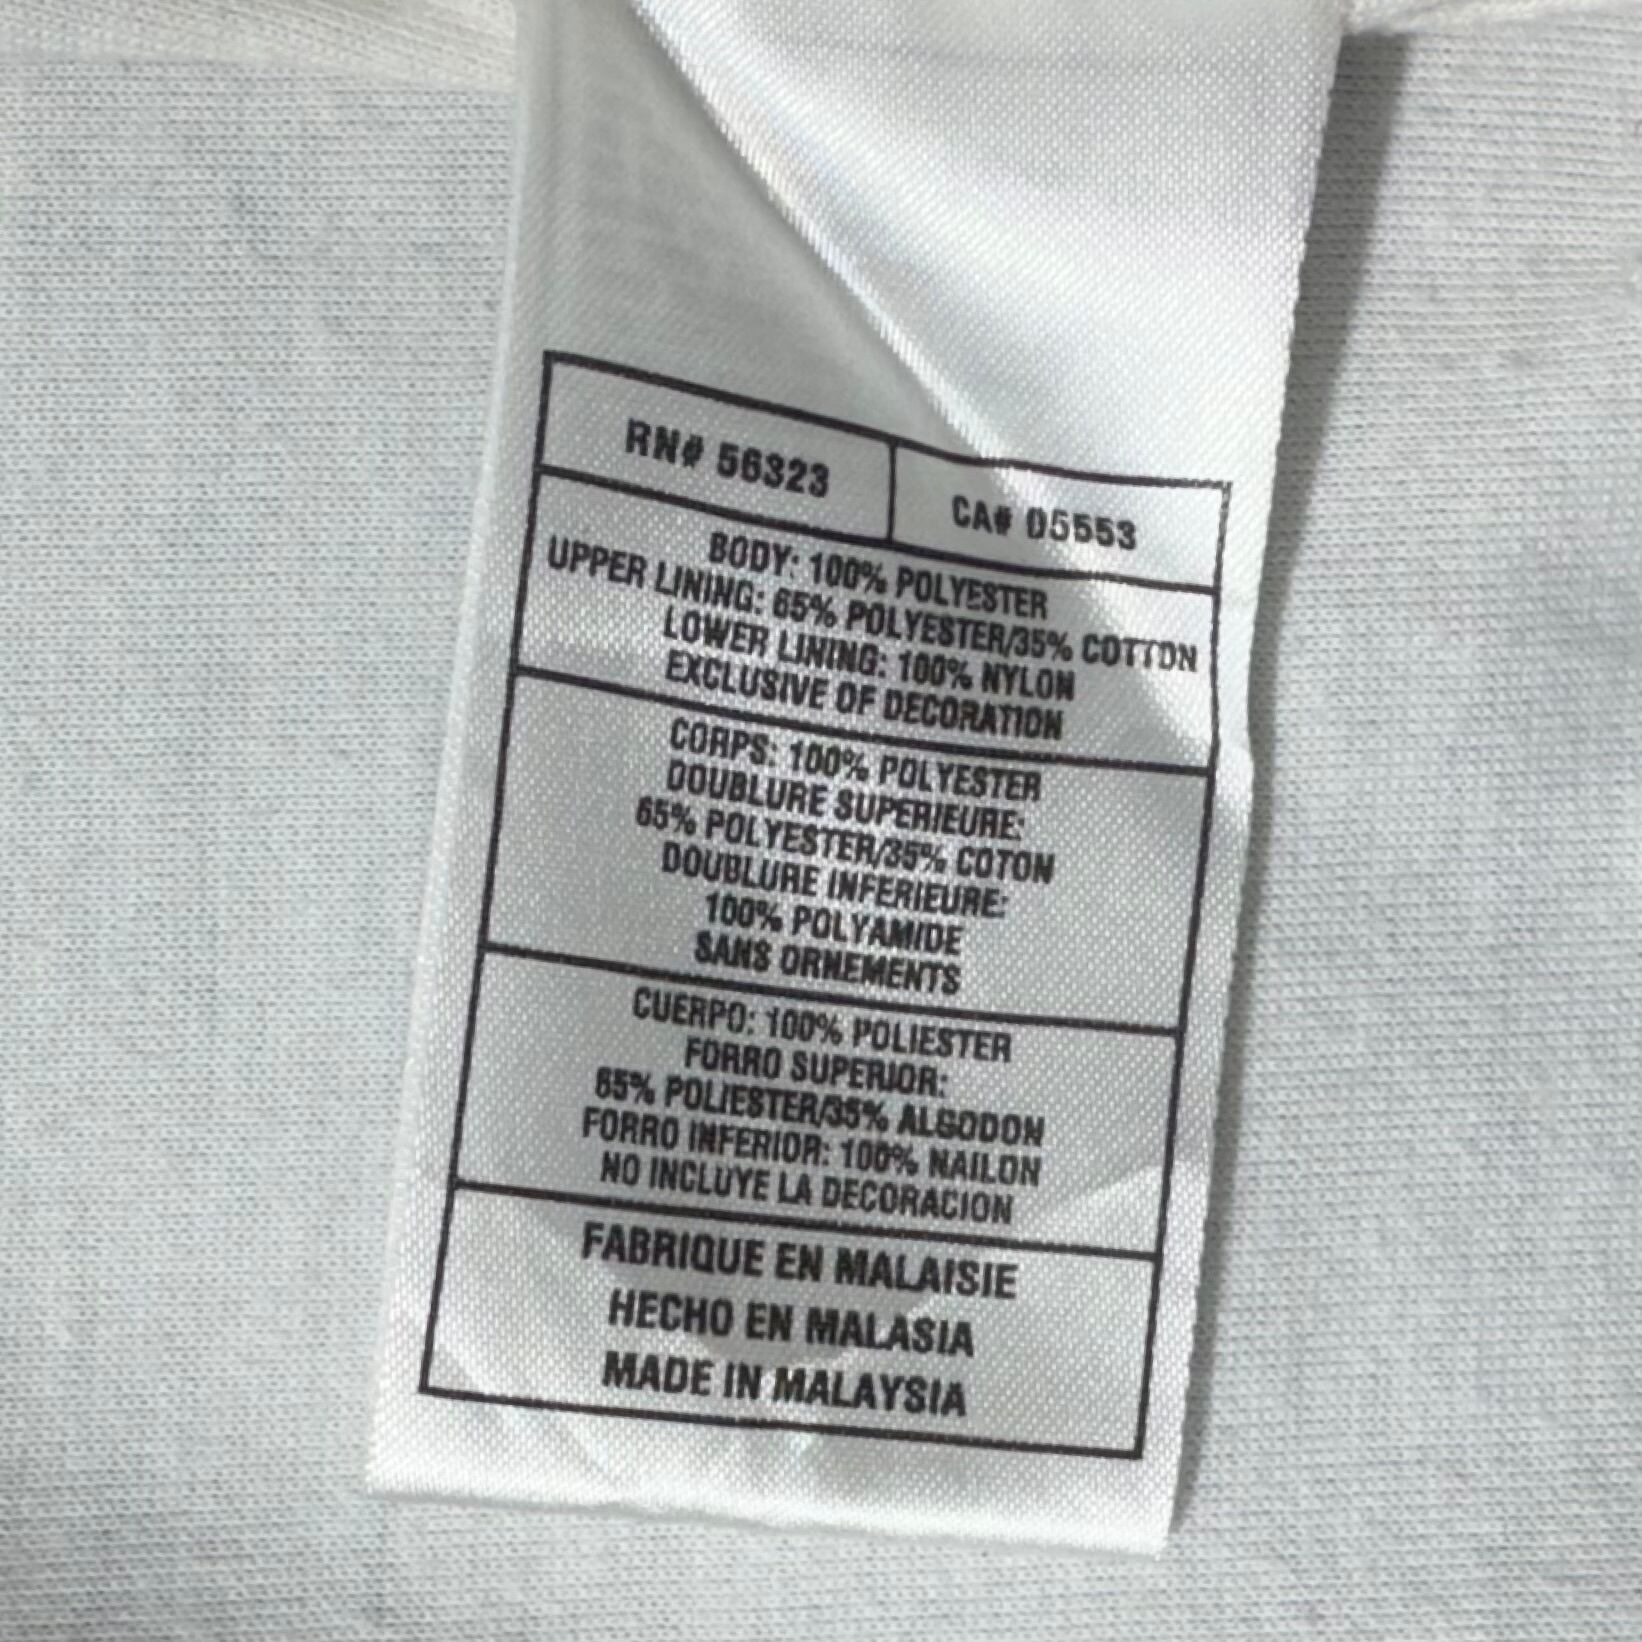 RN# 56323
CA# 05553
BODY: 100% POLYESTER
UPPER LINING: 65% POLYESTER/35% COTTON
LOWER LINING: 100% NYLON
EXCLUSIVE OF DECORATION
CORPS: 100% POLYESTER
DOUBLURE SUPERIEURE:
65% POLYESTER/35% COTON
DOUBLURE INFERIEURE:
100% POLYAMIDE
SANS ORNEMENTS
CUERPO: 100% POLIESTER
FORRO SUPERIOR:
65% POLIESTER/35% ALGODON
FORRO INFERIOR: 100% NAILON
NO INCLUYE LA DECORACION
FABRIQUE EN MALAISIE
HECHO EN MALASIA
MADE IN MALAYSIA